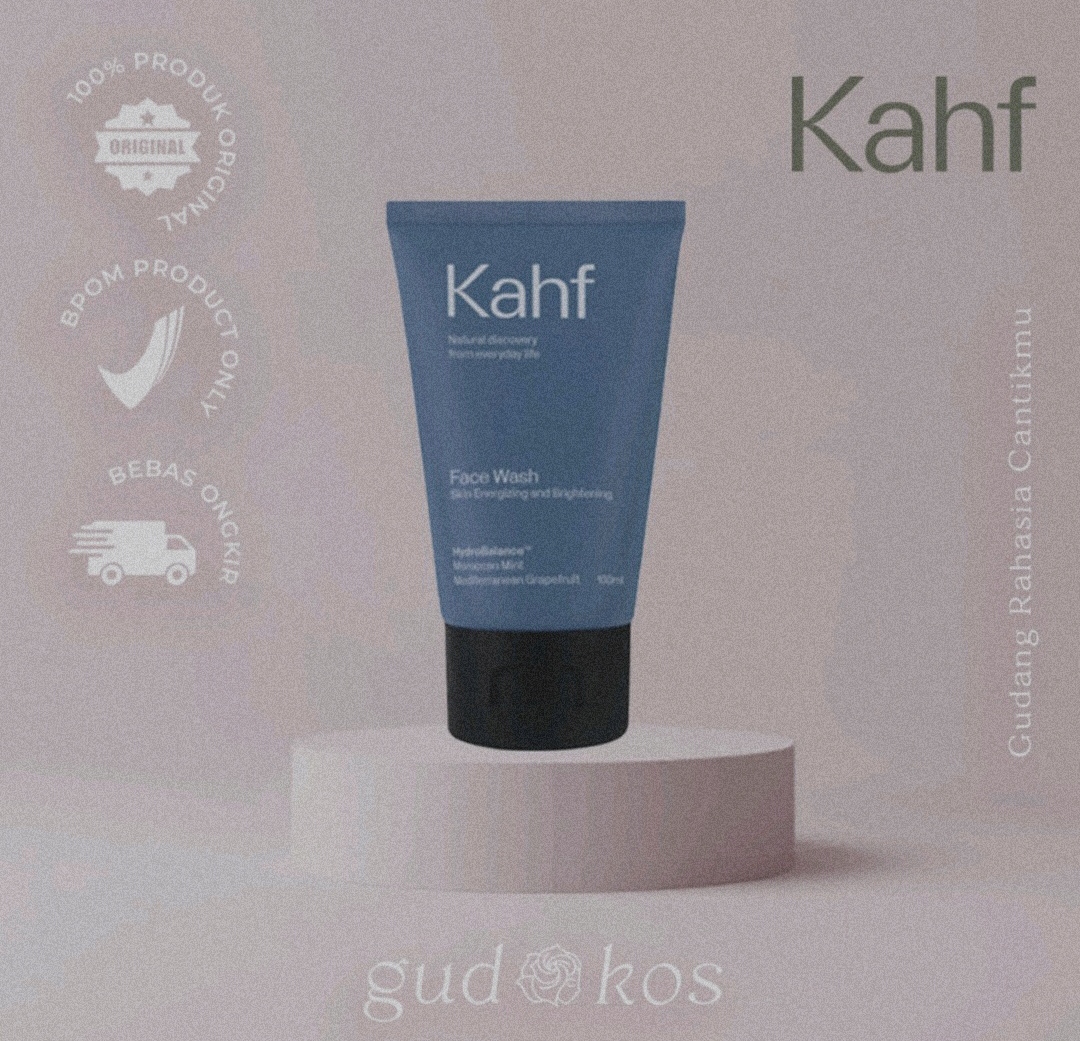 100% PRODUK ORIGINAL
ORIGINAL
BPOM PRODUCT ONLY
BEBAS ONGKIR
Kahf
Kahf
Natural discovery
from everyday life
Face Wash
Skin Energizing and Brightening
HydroBalance™
Moroccan Mint
Mediterranean Grapefruit 100ml
Gudang Rahasia Cantikmu
gud kos